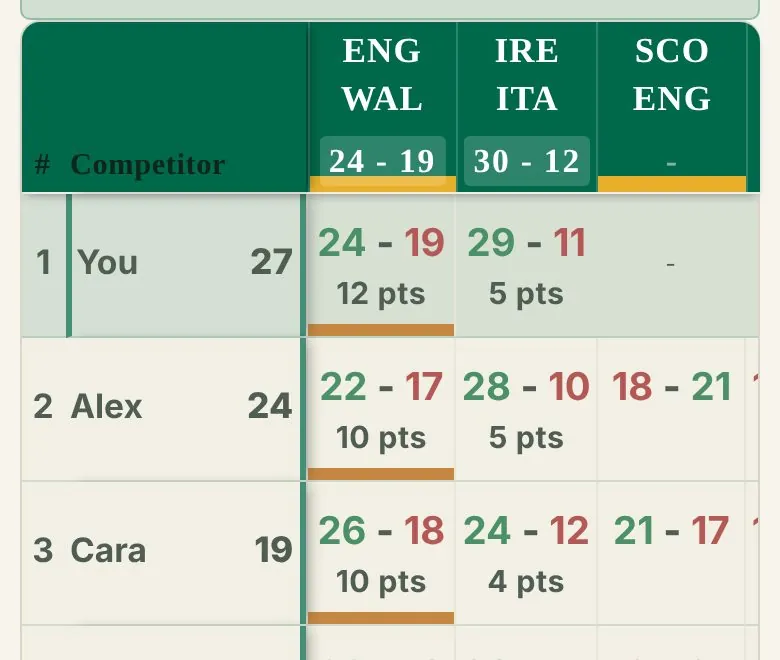 ENG IRE SCO
WAL ITA ENG
# Competitor 24 - 19 30 - 12 -
24 - 19 29 - 11
1 You 27 -
12 pts 5 pts
22 - 17 28 - 10 18 - 21
2 Alex 24
10 pts 5 pts
26 - 18 24 - 12 21 - 17
3 Cara 19
10 pts 4 pts